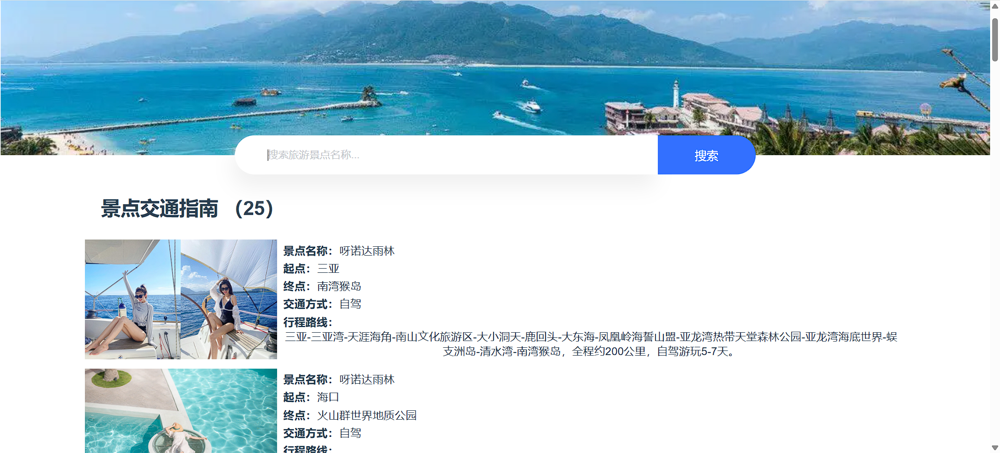 搜索旅游景点名称...
搜索
景点交通指南 （25）
景点名称：呀诺达雨林
起点：三亚
终点：南湾猴岛
交通方式：自驾
行程路线：
三亚-三亚湾-天涯海角-南山文化旅游区-大小洞天-鹿回头-大东海-凤凰岭海誓山盟-亚龙湾热带天堂森林公园-亚龙湾海底世界-蜈
支洲岛-清水湾-南湾猴岛，全程约200公里，自驾游玩5-7天。
景点名称：呀诺达雨林
起点：海口
终点：火山群世界地质公园
交通方式：自驾
行程路线：